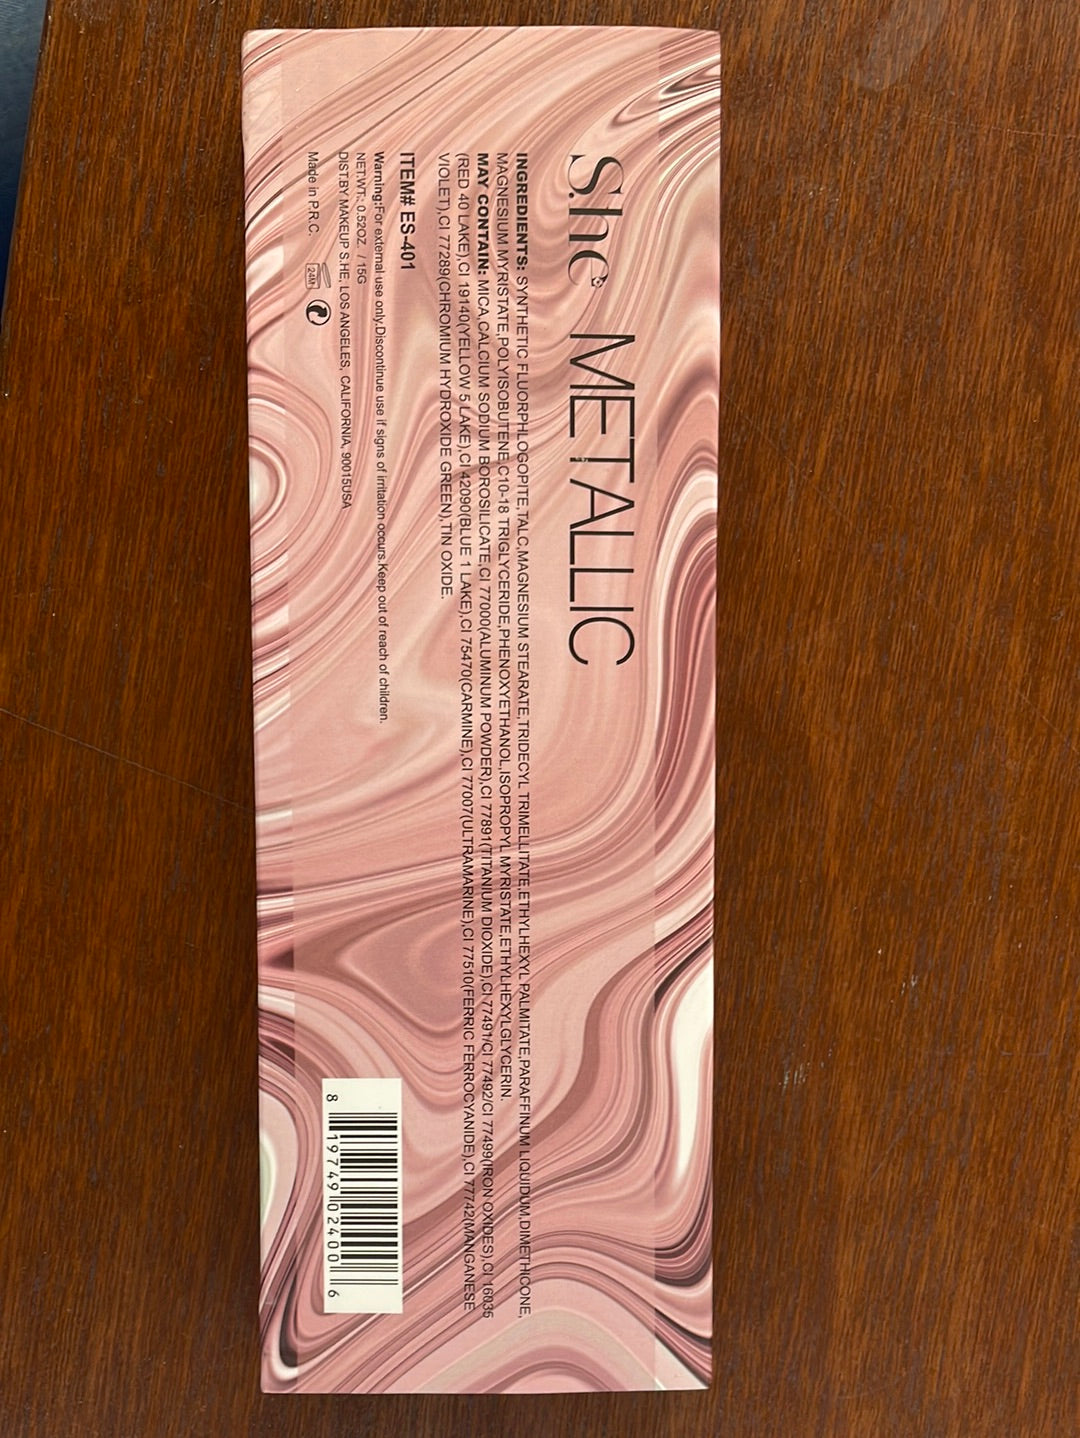 S.he METALLIC
INGREDIENTS: SYNTHETIC FLUORPHLOGOPITE,TALC,MAGNESIUM STEARATE,TRIDECYL TRIMELLITATE,ETHYLHEXYL PALMITATE,PARAFFINUM LIQUIDUM,DIMETHICONE,
MAGNESIUM MYRISTATE,POLYISOBUTENE,C10-18 TRIGLYCERIDE,PHENOXYETHANOL,ISOPROPYL MYRISTATE,ETHYLHEXYLGLYCERIN.
MAY CONTAIN: MICA,CALCIUM SODIUM BOROSILICATE,CI 77000(ALUMINUM POWDER),CI 77891(TITANIUM DIOXIDE),CI 77491/CI 77492/CI 77499(IRON OXIDES),CI 16035
(RED 40 LAKE),CI 19140(YELLOW 5 LAKE),CI 42090(BLUE 1 LAKE),CI 75470(CARMINE),CI 77007(ULTRAMARINE),CI 77510(FERRIC FERROCYANIDE),CI 77742(MANGANESE
VIOLET),CI 77289(CHROMIUM HYDROXIDE GREEN),TIN OXIDE.
ITEM# ES-401
Warning:For external use only.Discontinue use if signs of irritation occurs.Keep out of reach of children.
NET.WT.: 0.52OZ. / 15G
DIST.BY MAKEUP S.HE, LOS ANGELES, CALIFORNIA, 90015USA
Made in P.R.C. 24M
8 19749 02400 6